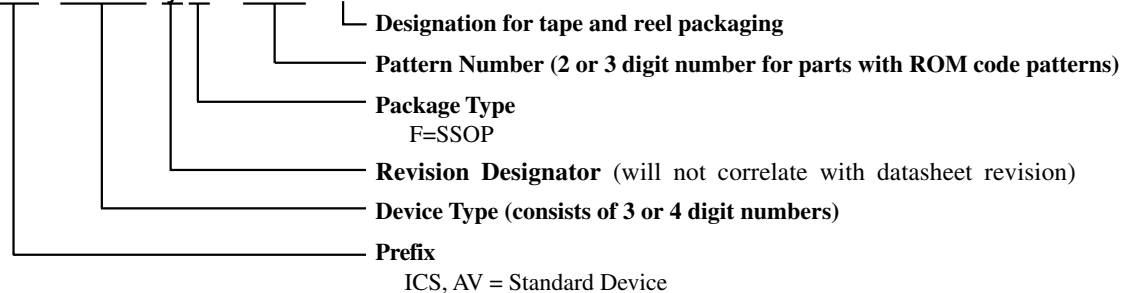 Designation for tape and reel packaging
Pattern Number (2 or 3 digit number for parts with ROM code patterns)
Package Type
F=SSOP
Revision Designator (will not correlate with datasheet revision)
Device Type (consists of 3 or 4 digit numbers)
Prefix
ICS, AV = Standard Device